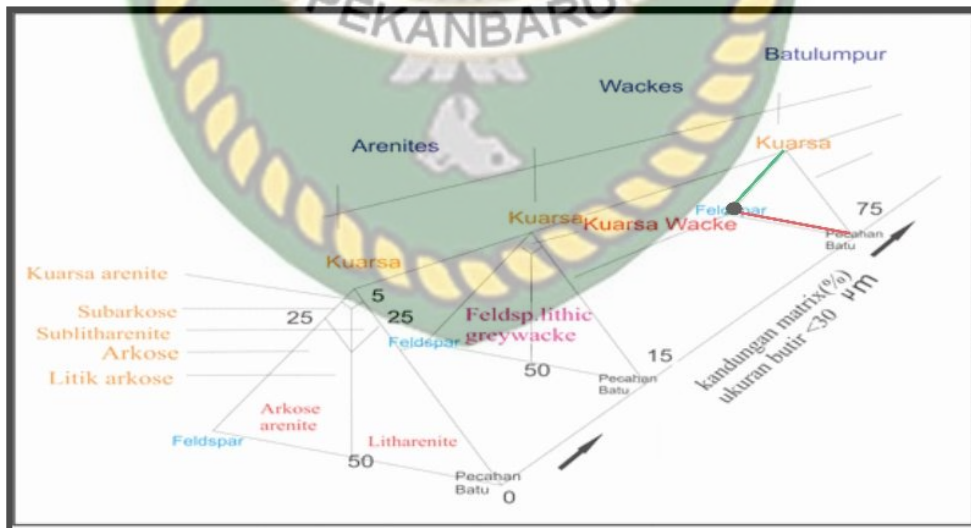 PEKANBARU
Batulumpur
Wackes
Arenites
Kuarsa
Feldspar
75
Pecahan
Batu
Kuarsa
Kuarsa Wacke
Kuarsa
Kuarsa arenite
5
Subarkose
25
25
Sublitharenite
Arkose
Litik arkose
Feldspar
Feldsp.lithic
greywacke
50
15
Pecahan
Batu
kandungan matrix(%)
ukuran butir <30 μm
Arkose
arenite
Litharenite
Feldspar
50
Pecahan
Batu
0